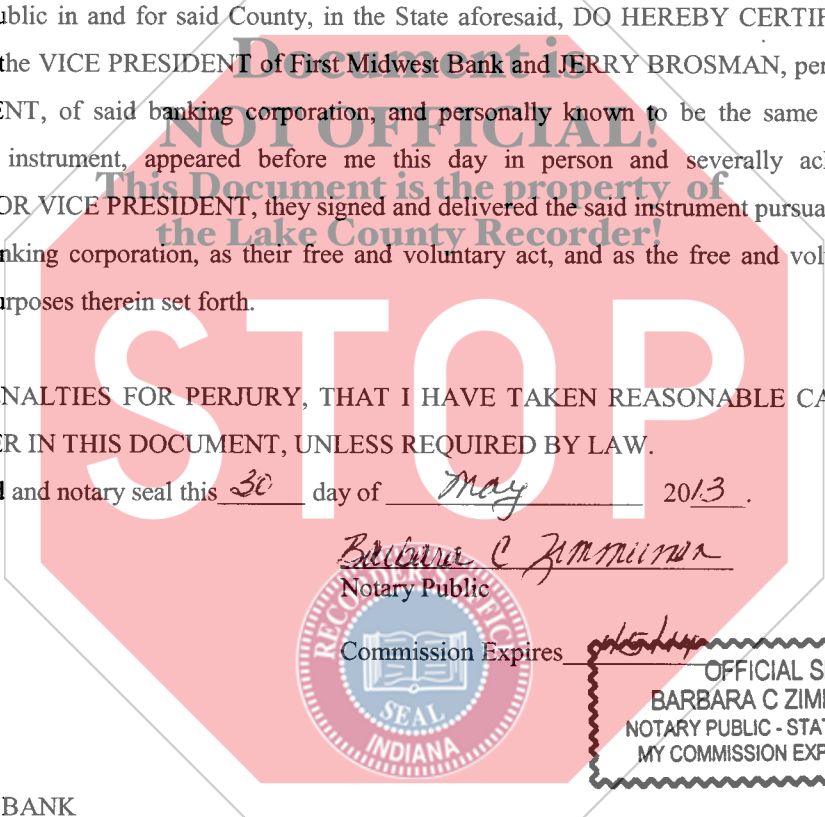 ublic in and for said County, in the State aforesaid, DO HEREBY CERTIF
Document is
the VICE PRESIDENT of First Midwest Bank and JERRY BROSMAN, per
ENT, of said banking corporation, and personally known to be the same
NOT OFFICIAL!
instrument, appeared before me this day in person and severally ack
This Document is the property of
OR VICE PRESIDENT, they signed and delivered the said instrument pursua
the Lake County Recorder!
nking corporation, as their free and voluntary act, and as the free and volu
urposes therein set forth.
STOP
ENALTIES FOR PERJURY, THAT I HAVE TAKEN REASONABLE CA
ER IN THIS DOCUMENT, UNLESS REQUIRED BY LAW.
d and notary seal this 30 day of May 2013.
Barbara C Zimmerman
Notary Public
RECORDER'S OFFICE
Commission Expires
SEAL
INDIANA
OFFICIAL S
BARBARA C ZIM
NOTARY PUBLIC - STAT
MY COMMISSION EXP
BANK